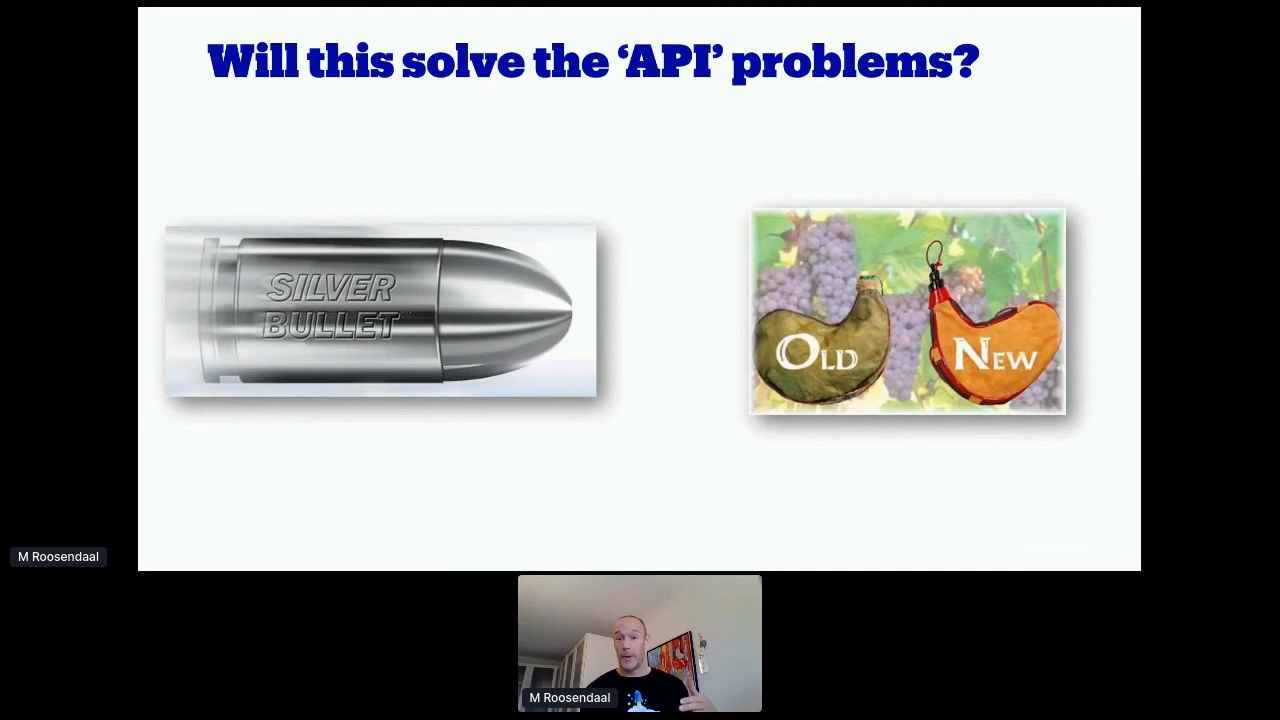 Will this solve the ‘API’ problems?
SILVER
BULLET
OLD
NEW
M Roosendaal
M Roosendaal